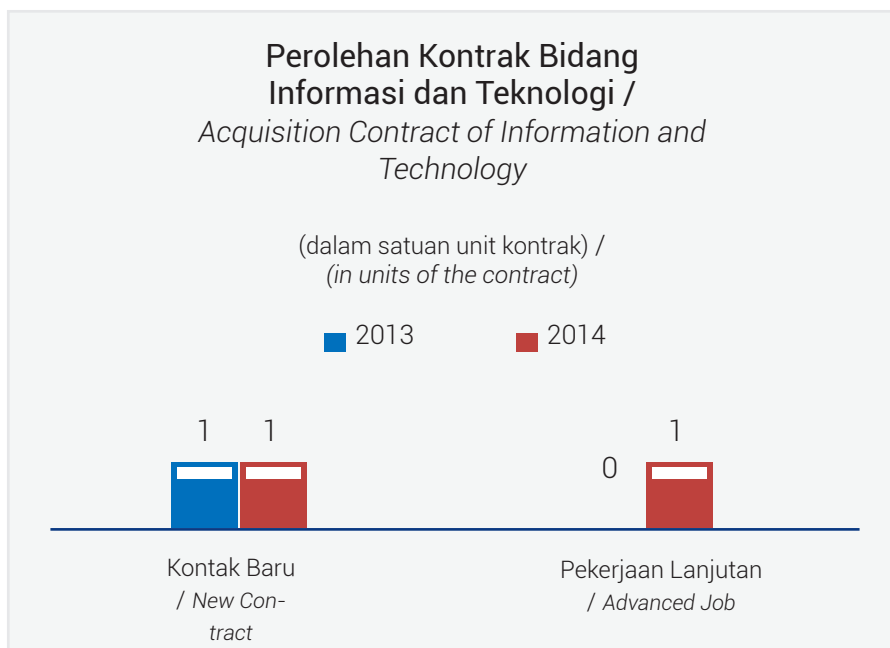 Perolehan Kontrak Bidang
Informasi dan Teknologi /
Acquisition Contract of Information and
Technology
(dalam satuan unit kontrak) /
(in units of the contract)
2013 2014
1 1 0 1
Kontak Baru
/ New Con-
tract
Pekerjaan Lanjutan
/ Advanced Job